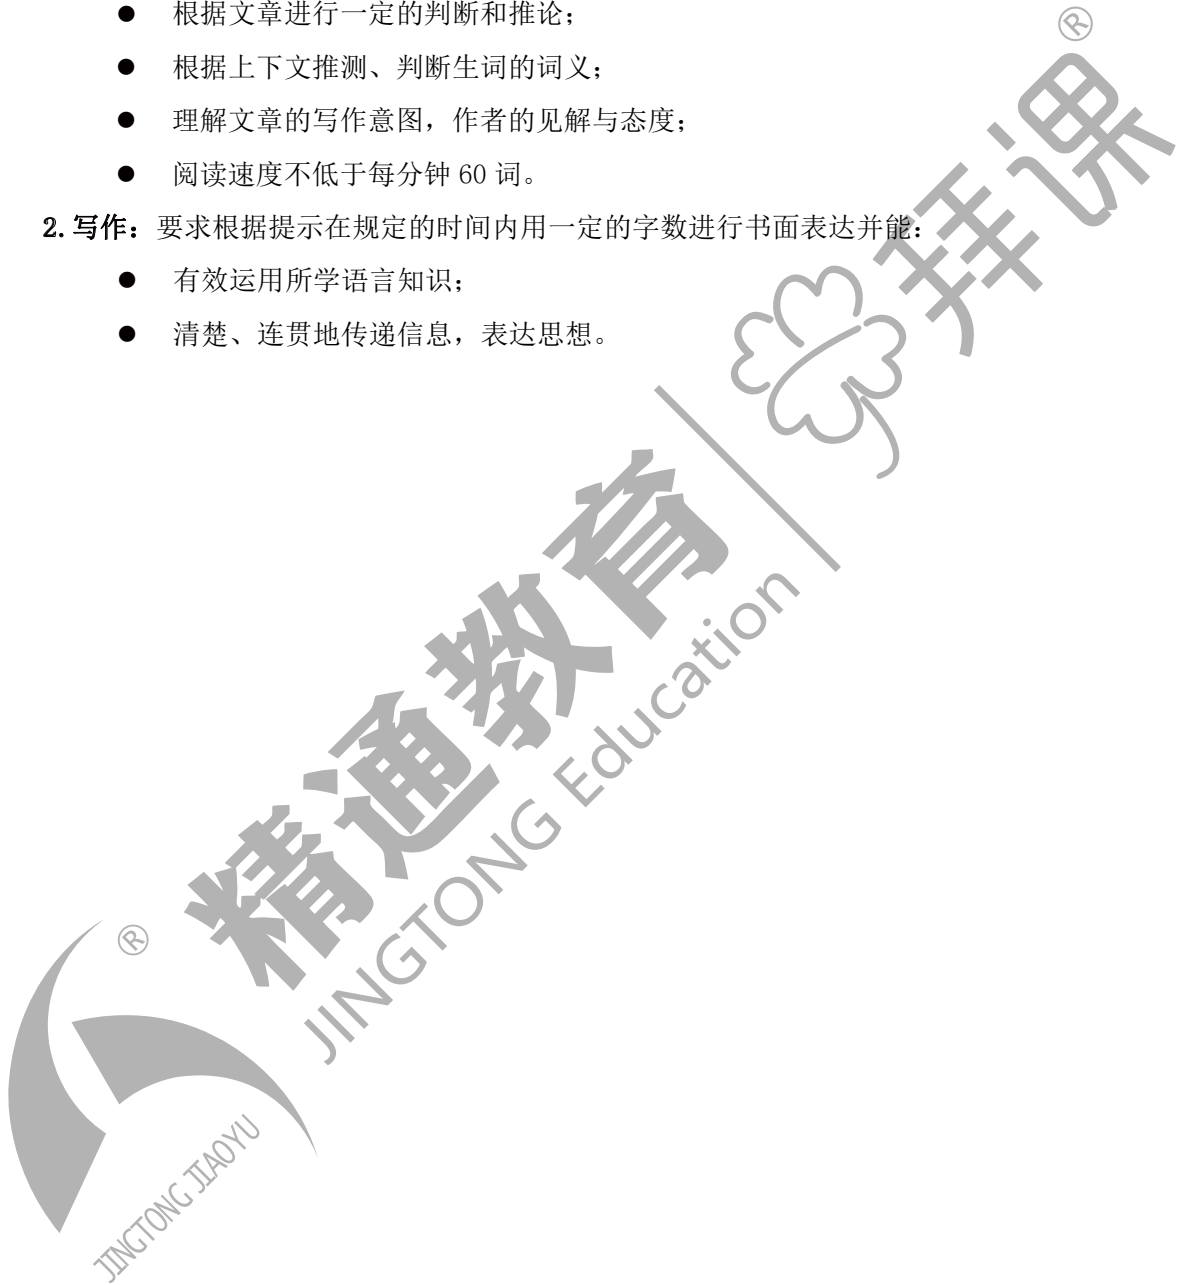 ● 根据文章进行一定的判断和推论；
● 根据上下文推测、判断生词的词义；
● 理解文章的写作意图，作者的见解与态度；
● 阅读速度不低于每分钟 60 词。
2. 写作：要求根据提示在规定的时间内用一定的字数进行书面表达并能：
● 有效运用所学语言知识；
● 清楚、连贯地传递信息，表达思想。
精通教育
JINGTONG Education
拜课®
®
JINGTONG JIAOYU